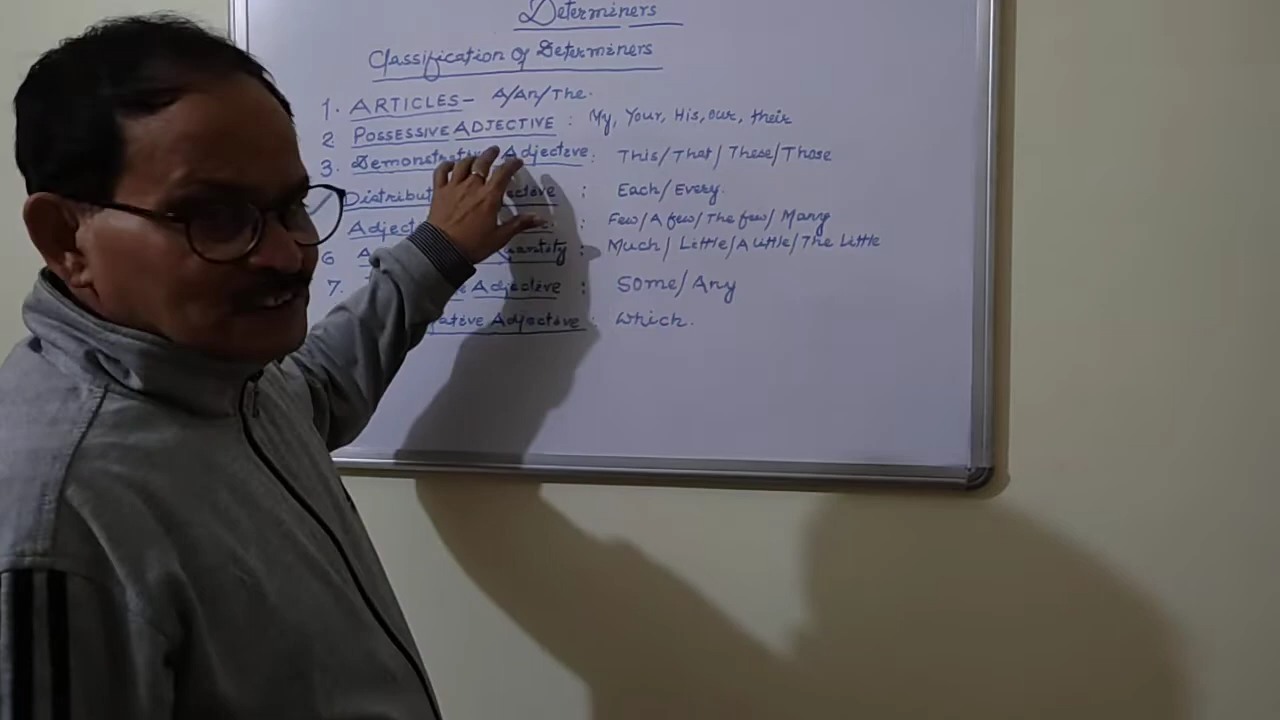 Determiners
Classification Of Determiners
1. ARTICLES - A/An/The.
2 POSSESSIVE ADJECTIVE : My, Your, His, our, their
3. Demonstrative Adjective: This/That/These/Those
Each/Every.
: Few/A few/The few/Many
6 Quantity : Much/Little/A little/The Little
7. Adjective : Some/Any
Adjective : Which.